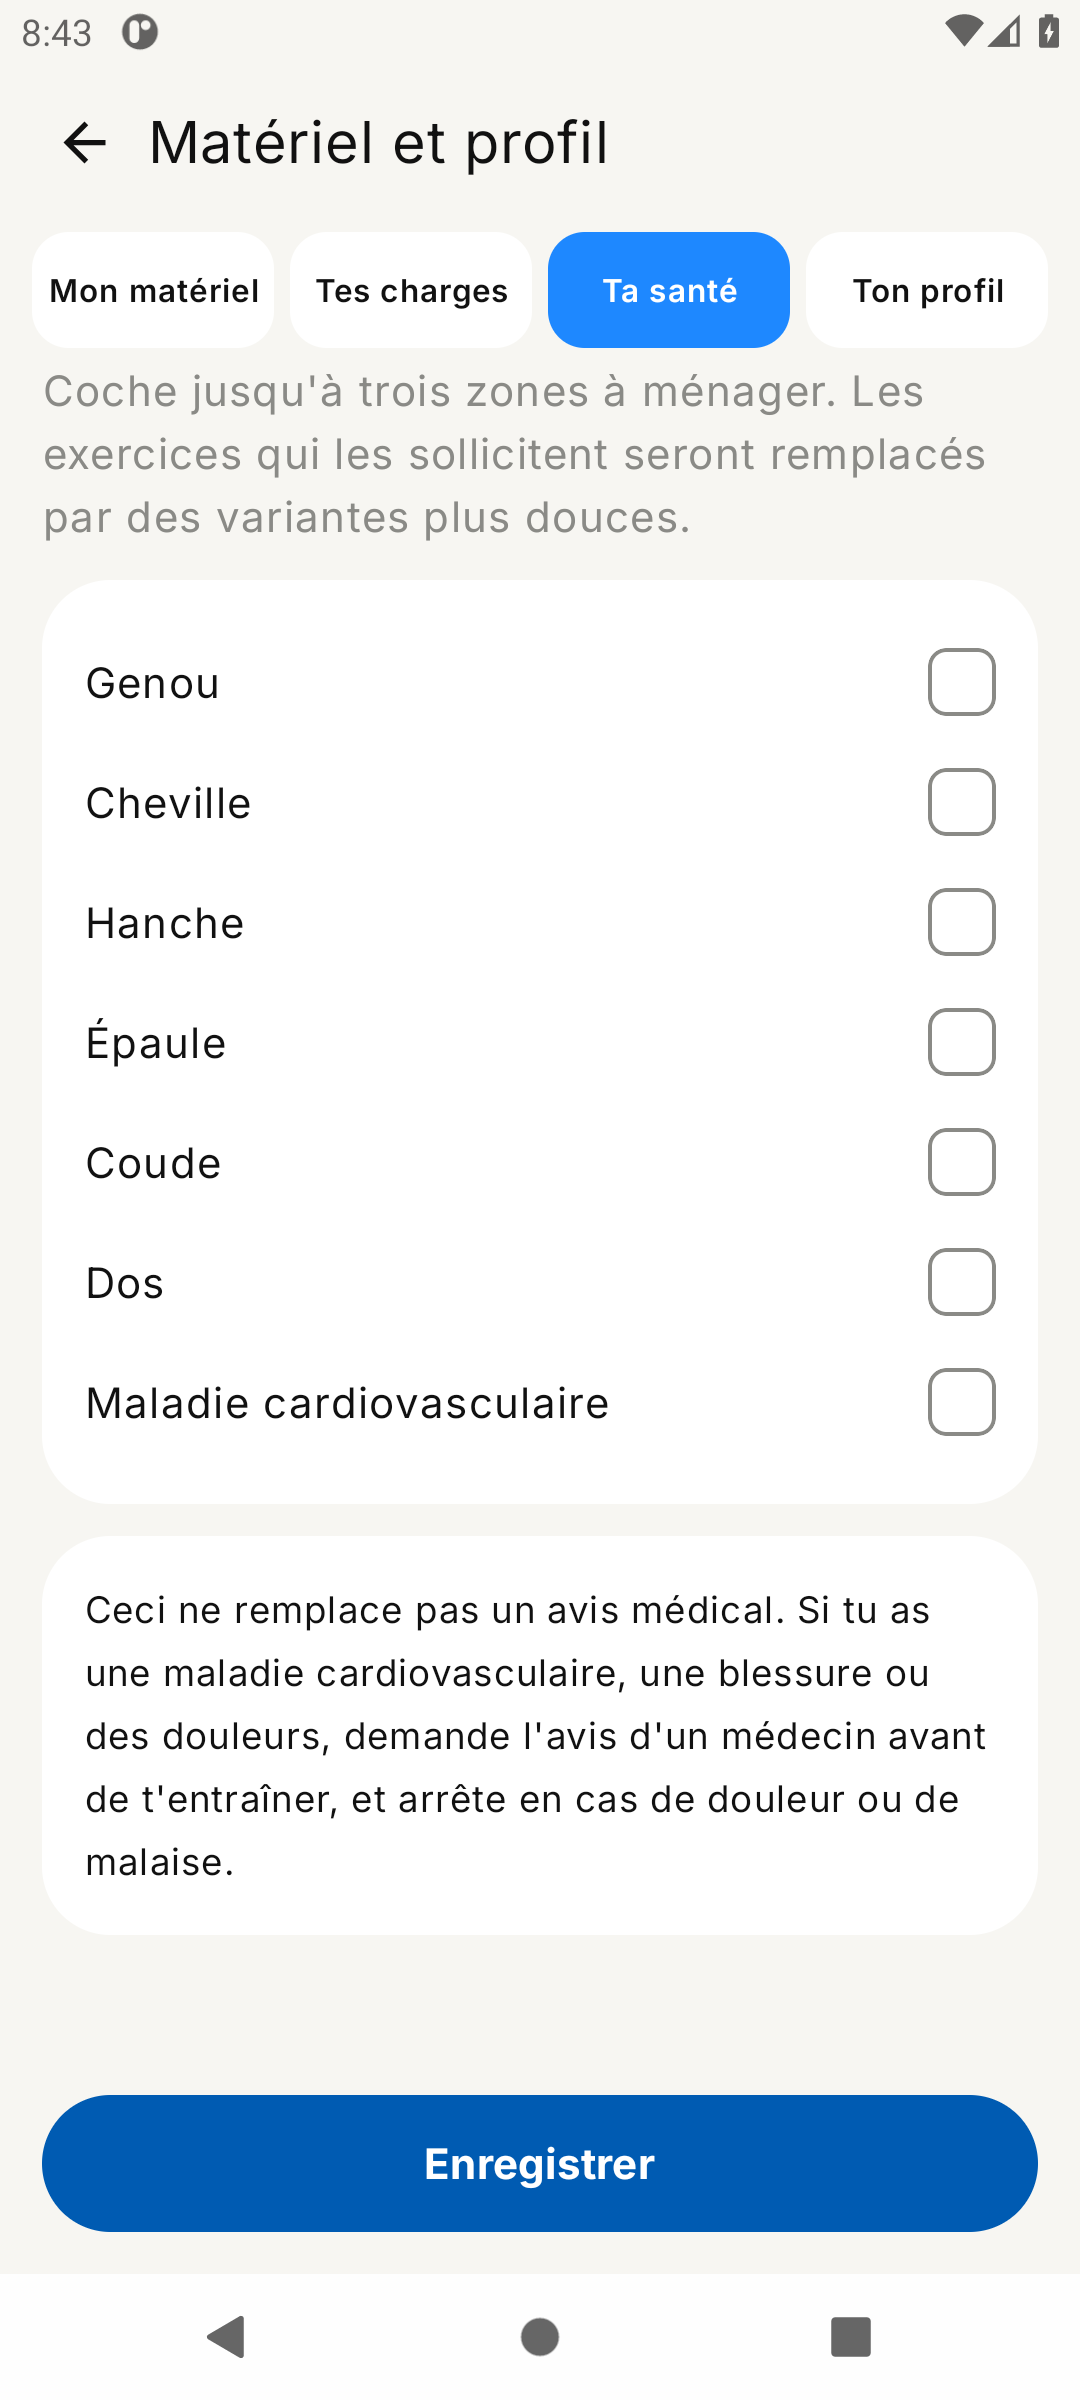 8:43
Matériel et profil
Mon matériel
Tes charges
Ta santé
Ton profil
Coche jusqu'à trois zones à ménager. Les
exercices qui les sollicitent seront remplacés
par des variantes plus douces.
Genou
Cheville
Hanche
Épaule
Coude
Dos
Maladie cardiovasculaire
Ceci ne remplace pas un avis médical. Si tu as
une maladie cardiovasculaire, une blessure ou
des douleurs, demande l'avis d'un médecin avant
de t'entraîner, et arrête en cas de douleur ou de
malaise.
Enregistrer